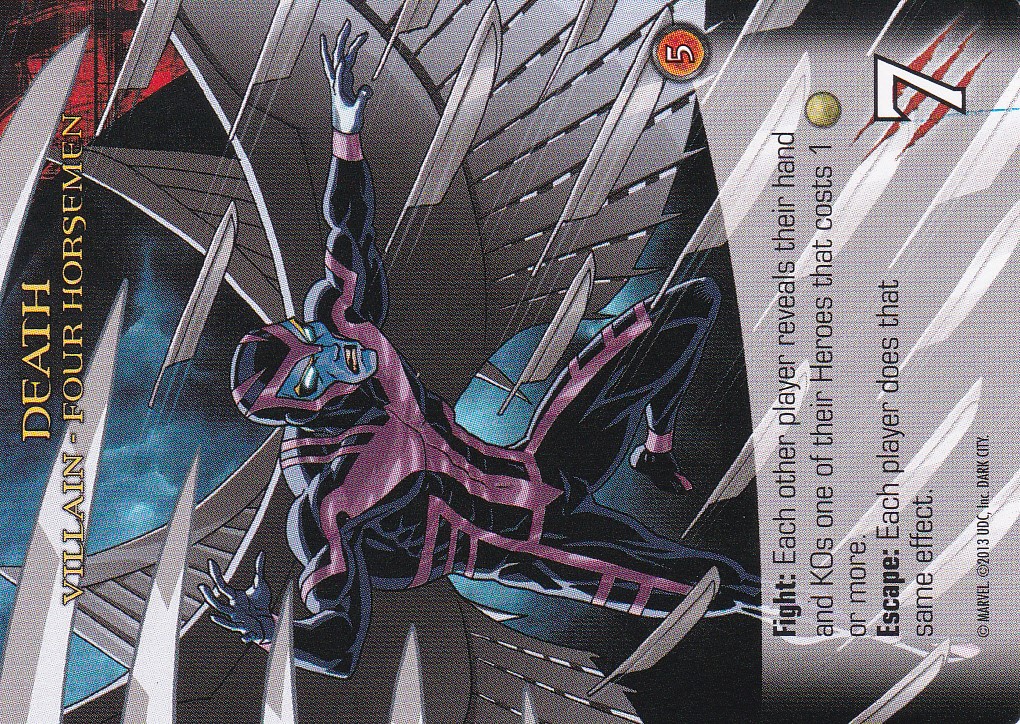 DEATH
VILLAIN - FOUR HORSEMEN
5
Fight: Each other player reveals their hand
and KOs one of their Heroes that costs 1
or more.
Escape: Each player does that
same effect.
7
© MARVEL. ©2013 UDC, Inc. DARK CITY.